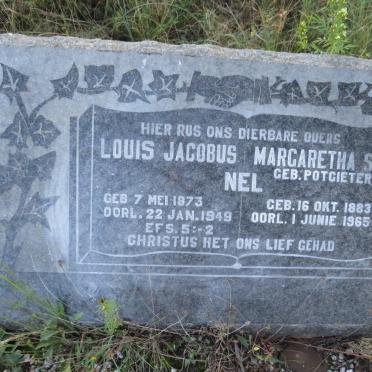 HIER RUS ONS DIERBARE OUERS
LOUIS JACOBUS MARGARETHA S
GEB. POTGIETER
NEL
GEB 7 MEI 1873 GEB. 16 OKT. 1883
OORL. 22 JAN. 1949 OORL. 1 JUNIE 1965
EFS. 5:-2
CHRISTUS HET ONS LIEF GEHAD